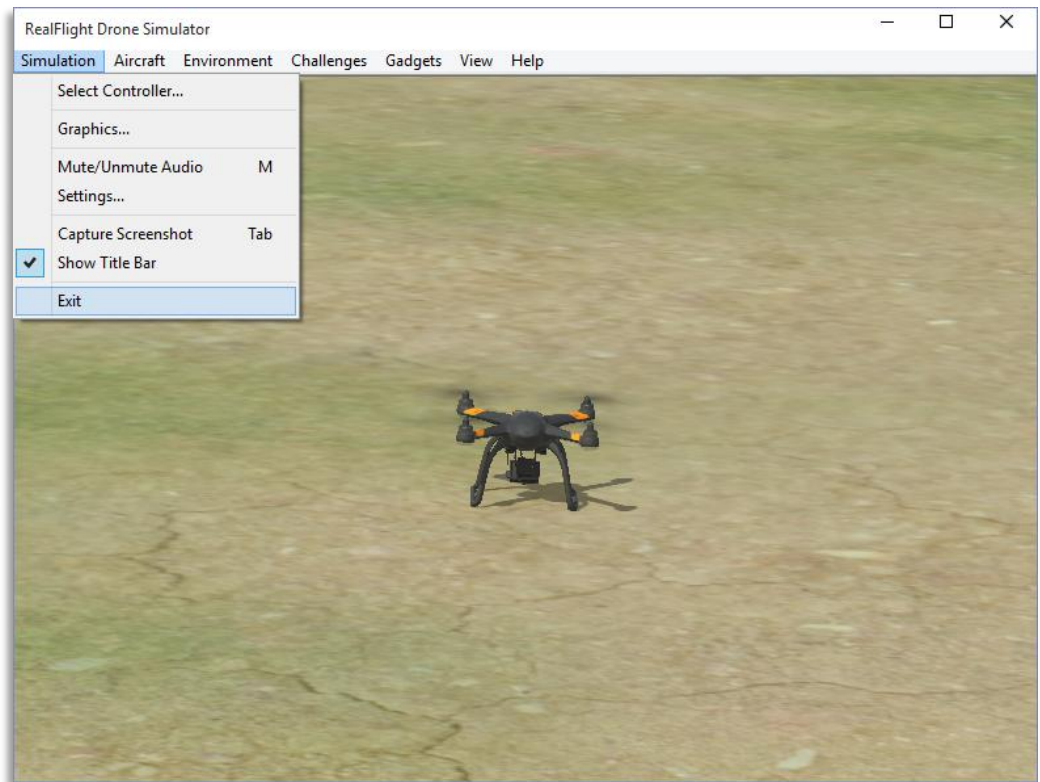 RealFlight Drone Simulator
Simulation Aircraft Environment Challenges Gadgets View Help
Select Controller...
Graphics...
Mute/Unmute Audio M
Settings...
Capture Screenshot Tab
Show Title Bar
Exit